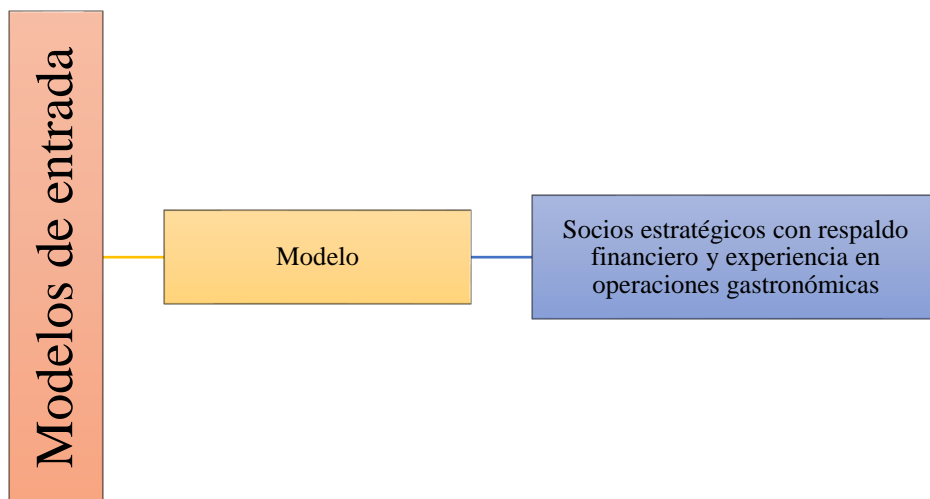 Modelos de entrada
Modelo
Socios estratégicos con respaldo
financiero y experiencia en
operaciones gastronómicas